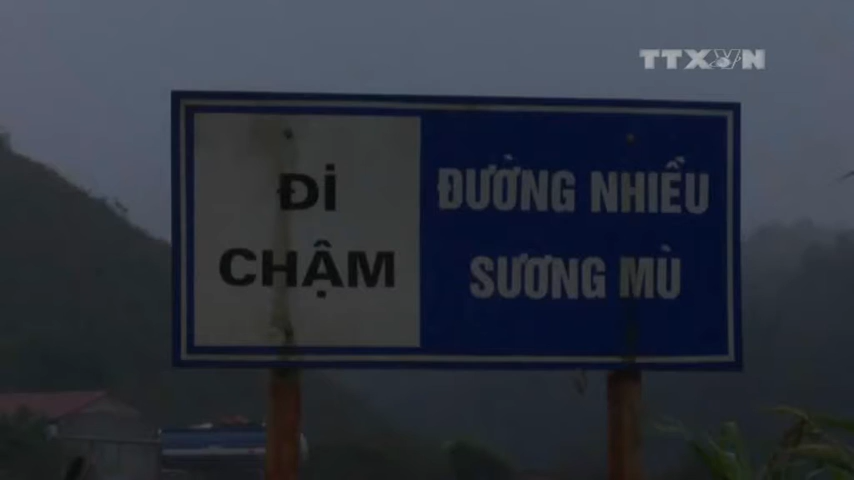 TTXVN
ĐI
CHẬM
ĐƯỜNG NHIỀU
SƯƠNG MÙ